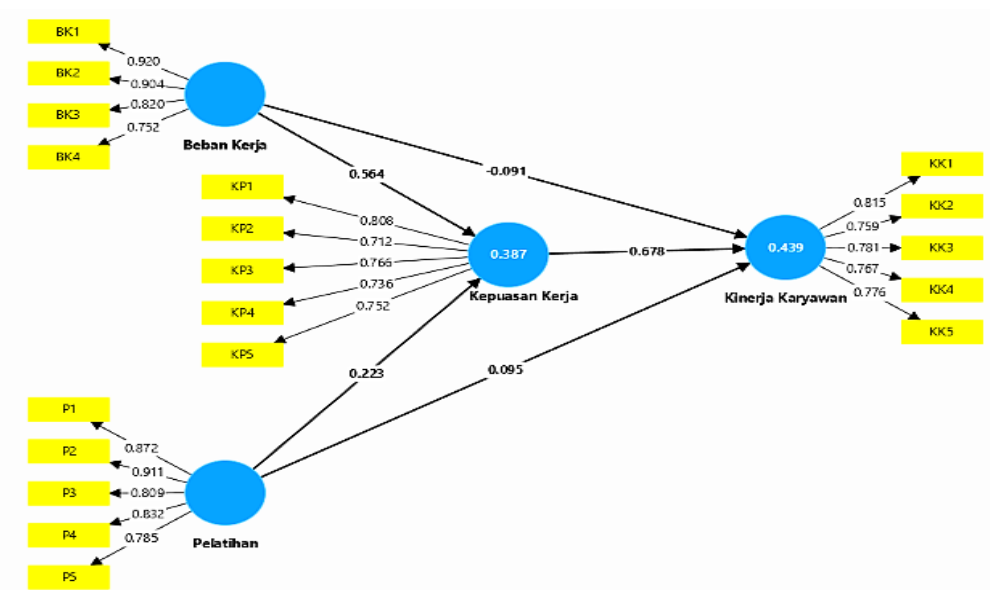 BK1
BK2
BK3
BK4
0.920
0.904
0.820
0.752
Beban Kerja
0.564
-0.091
KP1
KP2
KP3
KP4
KP5
0.808
0.712
0.766
0.736
0.752
0.387
Kepuasan Kerja
0.678
0.439
Kinerja Karyawan
0.815
0.759
0.781
0.767
0.776
KK1
KK2
KK3
KK4
KK5
0.223
0.095
P1
P2
P3
P4
P5
0.872
0.911
0.809
0.832
0.785
Pelatihan